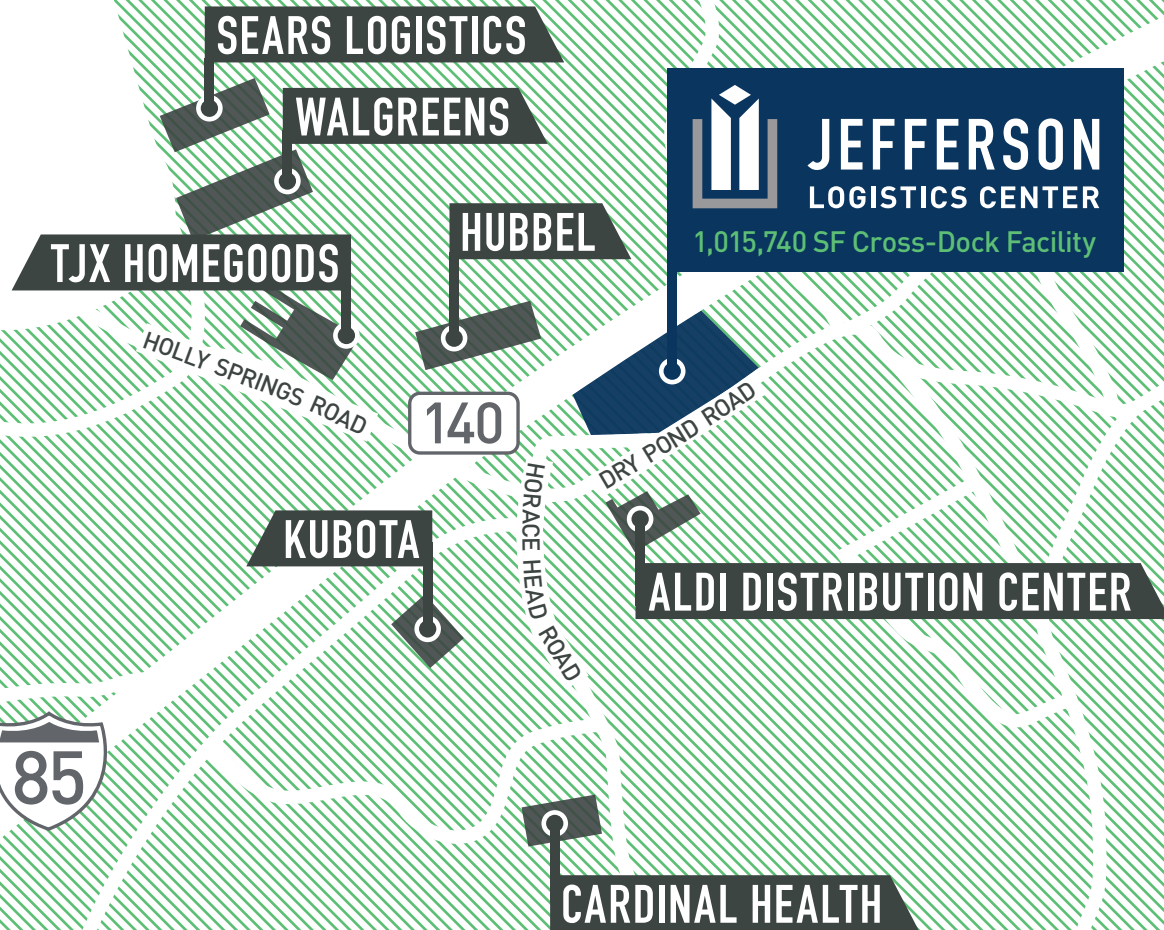 SEARS LOGISTICS
WALGREENS
JEFFERSON
LOGISTICS CENTER
1,015,740 SF Cross-Dock Facility
HUBBEL
TJX HOMEGOODS
HOLLY SPRINGS ROAD
140
DRY POND ROAD
HORACE HEAD ROAD
KUBOTA
ALDI DISTRIBUTION CENTER
85
CARDINAL HEALTH